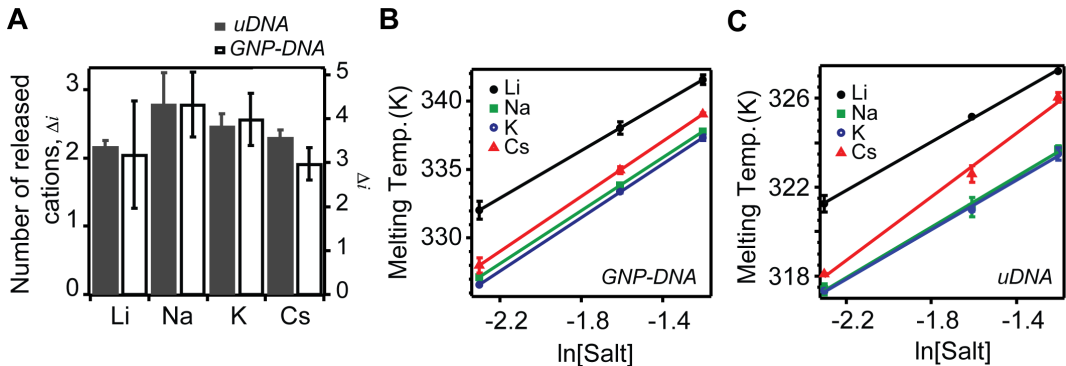 A
uDNA
GNP-DNA
Number of released
cations, Δi
3
2
1
0
5
4
3
2
1
0
Δi
Li Na K Cs
B
Melting Temp.(K)
340
335
330
Li
Na
K
Cs
GNP-DNA
-2.2 -1.8 -1.4
ln[Salt]
C
Melting Temp.(K)
326
322
318
Li
Na
K
Cs
uDNA
-2.2 -1.8 -1.4
ln[Salt]